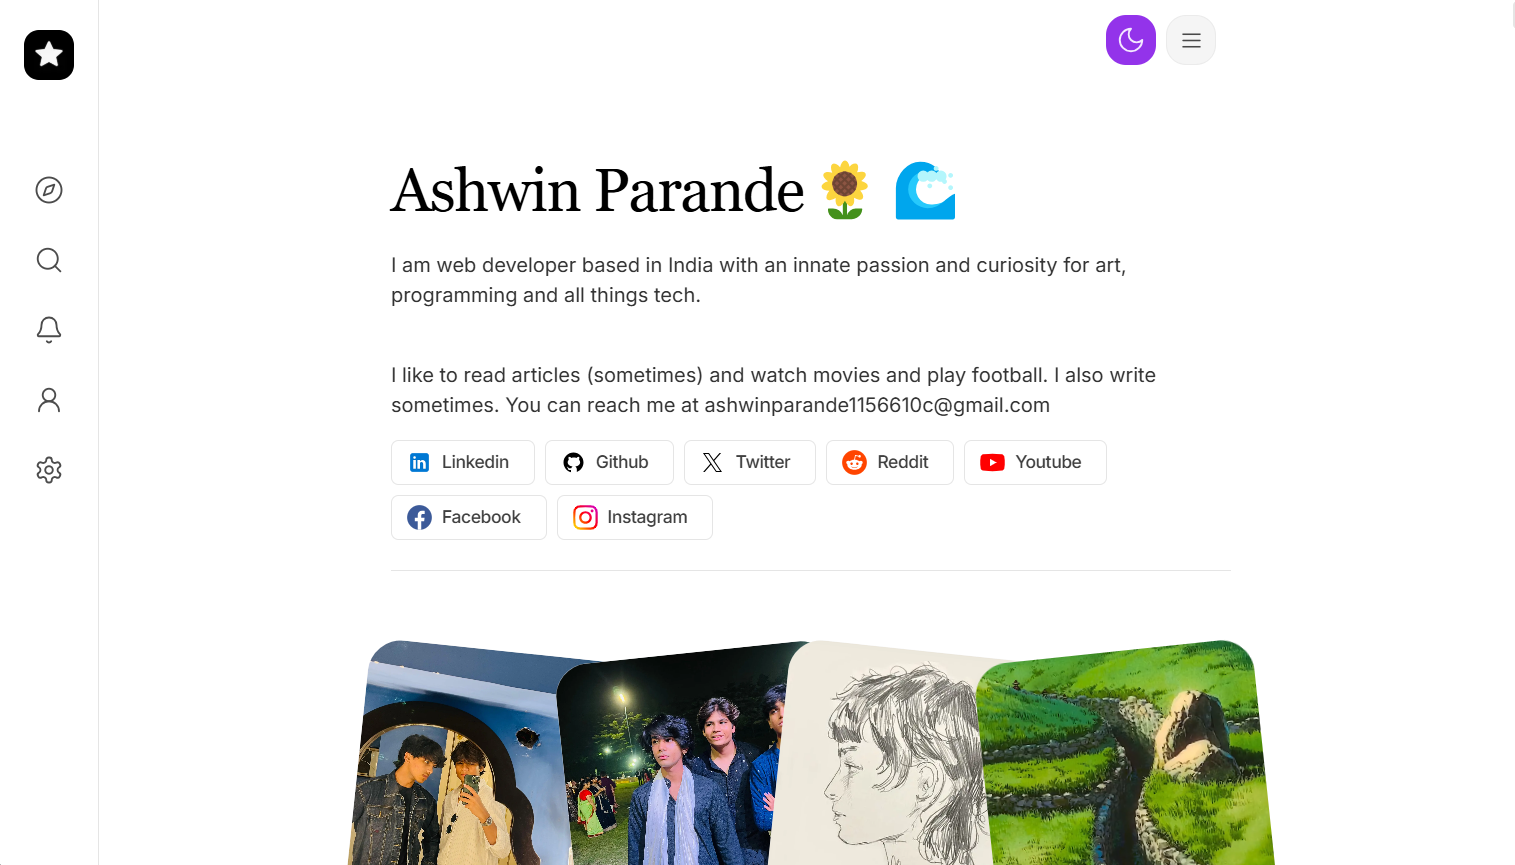 Ashwin Parande🌻 🌊
I am web developer based in India with an innate passion and curiosity for art,
programming and all things tech.
I like to read articles (sometimes) and watch movies and play football. I also write
sometimes. You can reach me at ashwinparande1156610c@gmail.com
Linkedin
Github
Twitter
Reddit
Youtube
Facebook
Instagram